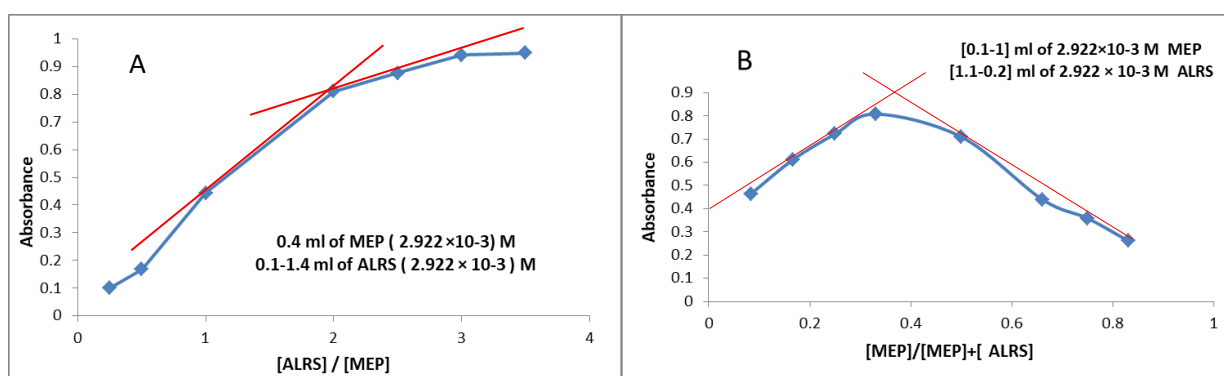 A
Absorbance
1
0.9
0.8
0.7
0.6
0.5
0.4
0.3
0.2
0.1
0
0.4 ml of MEP ( 2.922 ×10-3) M
0.1-1.4 ml of ALRS ( 2.922 × 10-3 ) M
0 1 2 3 4
[ALRS] / [MEP]
B
[0.1-1] ml of 2.922×10-3 M MEP
[1.1-0.2] ml of 2.922 × 10-3 M ALRS
Absorbance
0.9
0.8
0.7
0.6
0.5
0.4
0.3
0.2
0.1
0
0 0.2 0.4 0.6 0.8 1
[MEP]/[MEP]+[ ALRS]